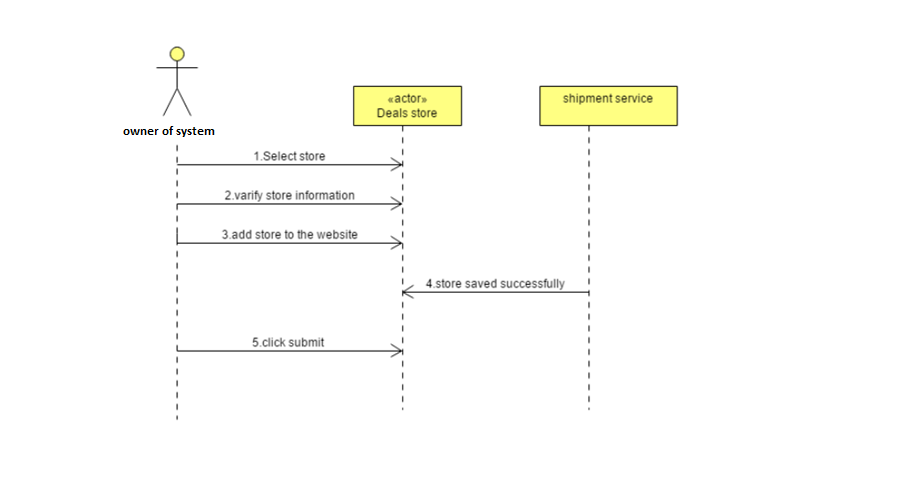 owner of system
«actor»
Deals store
shipment service
1.Select store
2.varify store information
3.add store to the website
4.store saved successfully
5.click submit